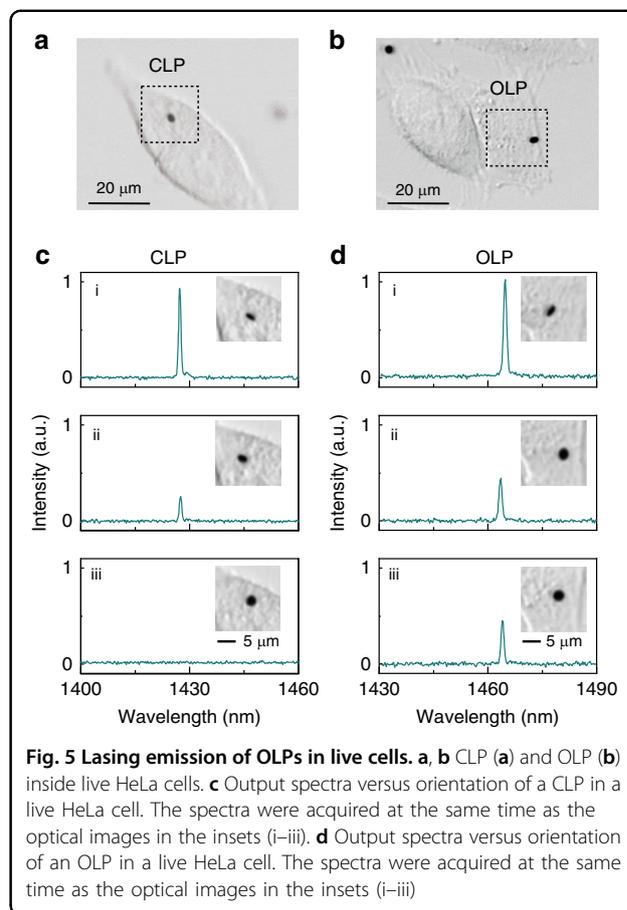 a
CLP
20 μm
b
OLP
20 μm
c
CLP
i
1
0
ii
1
0
iii
1
0
5 μm
Intensity (a.u.)
1400
1430
1460
Wavelength (nm)
d
OLP
i
1
0
ii
1
0
iii
1
0
5 μm
Intensity (a.u.)
1430
1460
1490
Wavelength (nm)
Fig. 5 Lasing emission of OLPs in live cells. a, b CLP (a) and OLP (b)
inside live HeLa cells. c Output spectra versus orientation of a CLP in a
live HeLa cell. The spectra were acquired at the same time as the
optical images in the insets (i–iii). d Output spectra versus orientation
of an OLP in a live HeLa cell. The spectra were acquired at the same
time as the optical images in the insets (i–iii)